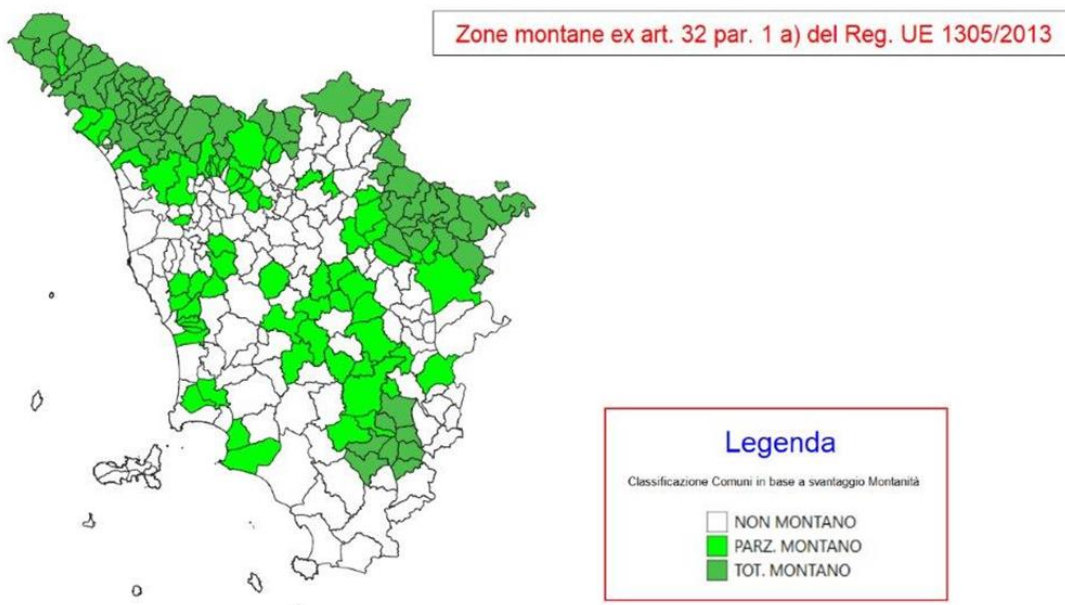 Zone montane ex art. 32 par. 1 a) del Reg. UE 1305/2013
Legenda
Classificazione Comuni in base a svantaggio Montanità
NON MONTANO
PARZ. MONTANO
TOT. MONTANO